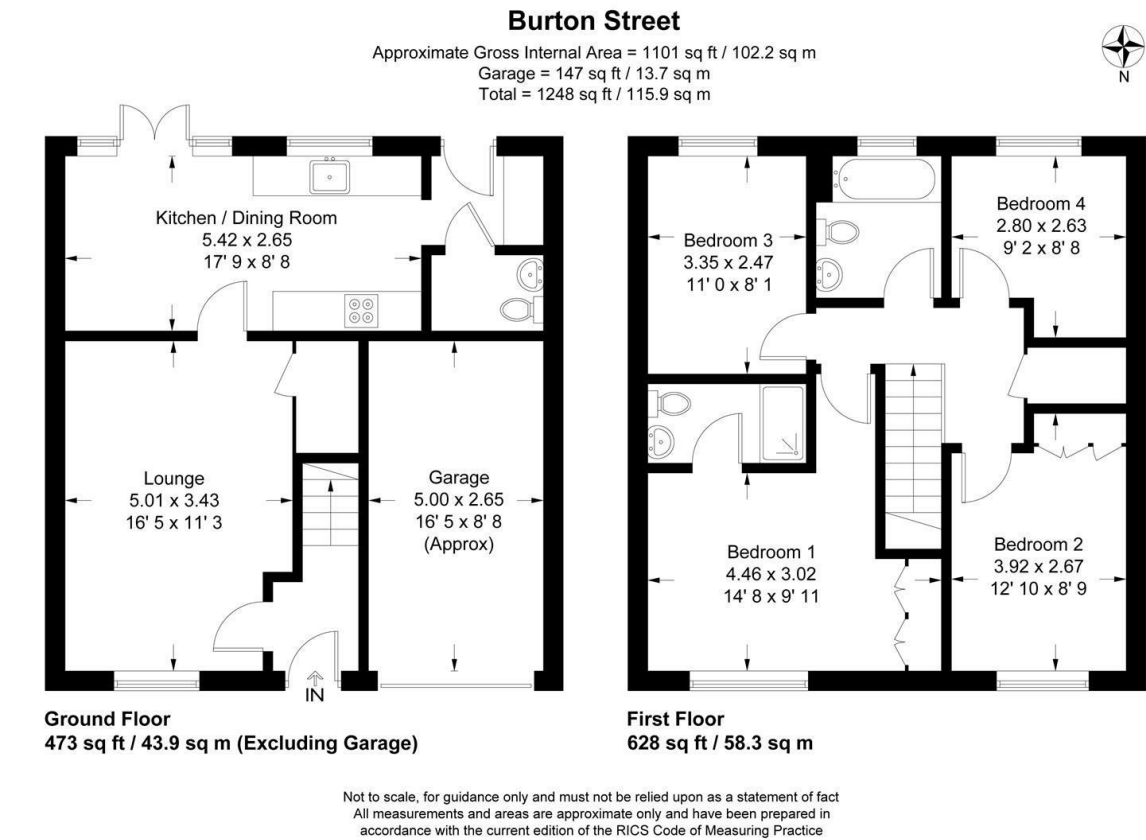 Burton Street
Approximate Gross Internal Area = 1101 sq ft / 102.2 sq m
Garage = 147 sq ft / 13.7 sq m
Total = 1248 sq ft / 115.9 sq m
N
Kitchen / Dining Room
5.42 x 2.65
17' 9 x 8' 8
Lounge
5.01 x 3.43
16' 5 x 11' 3
Garage
5.00 x 2.65
16' 5 x 8' 8
(Approx)
IN
Ground Floor
473 sq ft / 43.9 sq m (Excluding Garage)
Bedroom 3
3.35 x 2.47
11' 0 x 8' 1
Bedroom 4
2.80 x 2.63
9' 2 x 8' 8
Bedroom 1
4.46 x 3.02
14' 8 x 9' 11
Bedroom 2
3.92 x 2.67
12' 10 x 8' 9
First Floor
628 sq ft / 58.3 sq m
Not to scale, for guidance only and must not be relied upon as a statement of fact
All measurements and areas are approximate only and have been prepared in
accordance with the current edition of the RICS Code of Measuring Practice